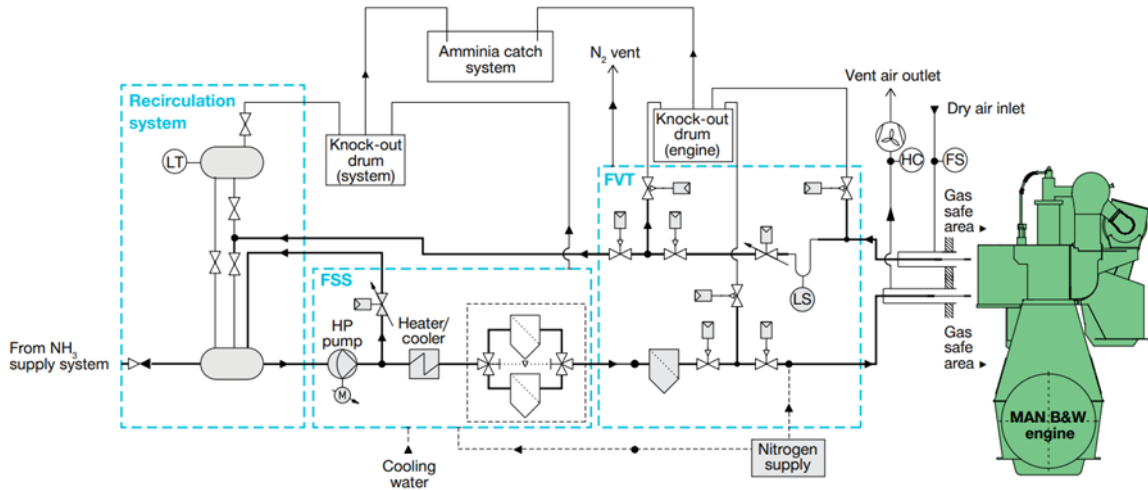 Amminia catch
system
N₂ vent
Vent air outlet
Dry air inlet
Recirculation
system
LT
Knock-out
drum
(system)
Knock-out
drum
(engine)
HC
FS
FVT
Gas
safe
area
FSS
LS
HP
pump
Heater/
cooler
From NH₃
supply system
M
Gas
safe
area
MAN B&W
engine
Cooling
water
Nitrogen
supply